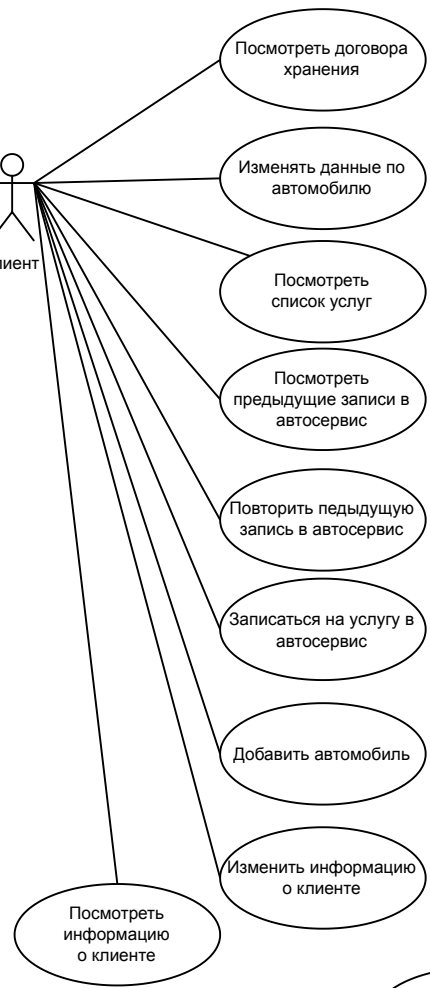 Посмотреть договора
хранения
Изменять данные по
автомобилю
лиент
Посмотреть
список услуг
Посмотреть
предыдущие записи в
автосервис
Повторить педыдущую
запись в автосервис
Записаться на услугу в
автосервис
Добавить автомобиль
Изменить информацию
о клиенте
Посмотреть
информацию
о клиенте